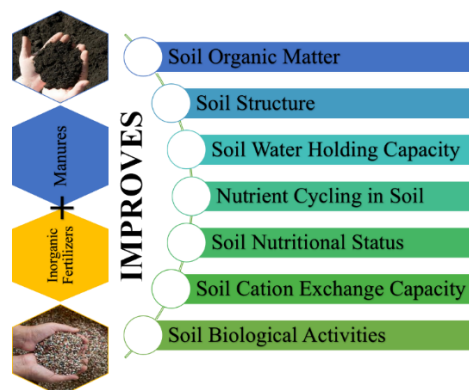 Manures
+
Inorganic
Fertilizers
IMPROVES
Soil Organic Matter
Soil Structure
Soil Water Holding Capacity
Nutrient Cycling in Soil
Soil Nutritional Status
Soil Cation Exchange Capacity
Soil Biological Activities